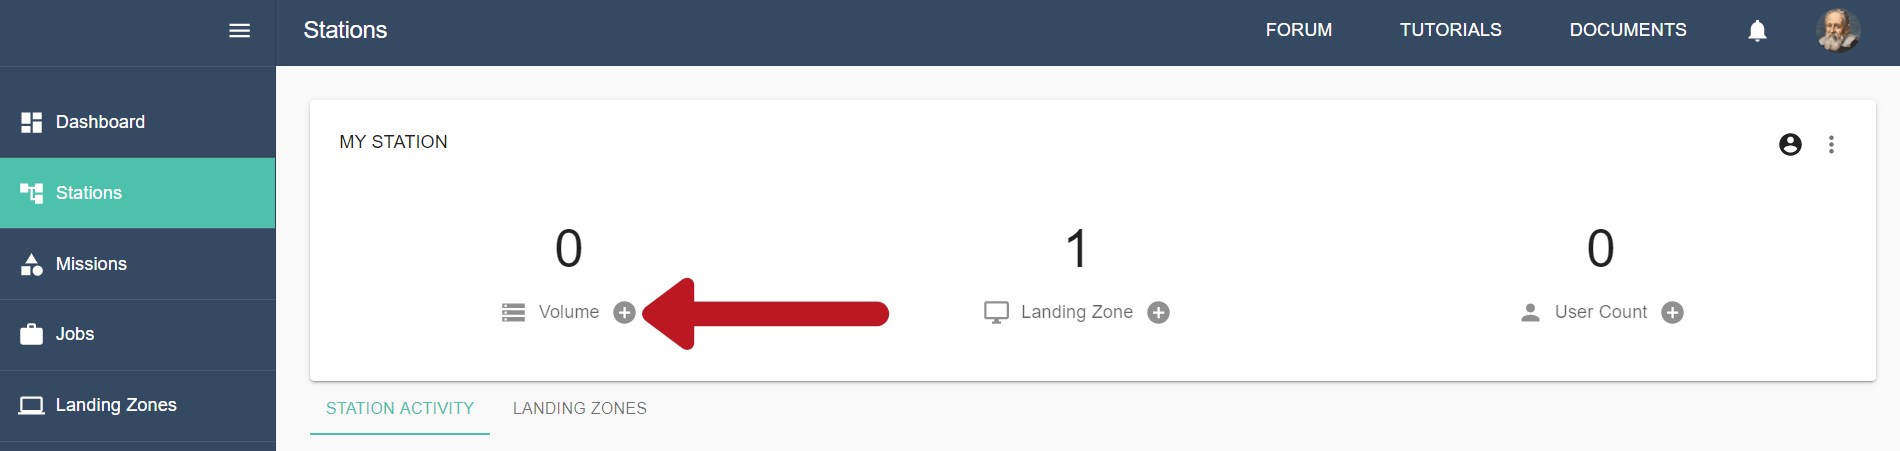 Stations
FORUM
TUTORIALS
DOCUMENTS
Dashboard
Stations
Missions
Jobs
Landing Zones
MY STATION
0
Volume
1
Landing Zone
0
User Count
STATION ACTIVITY
LANDING ZONES